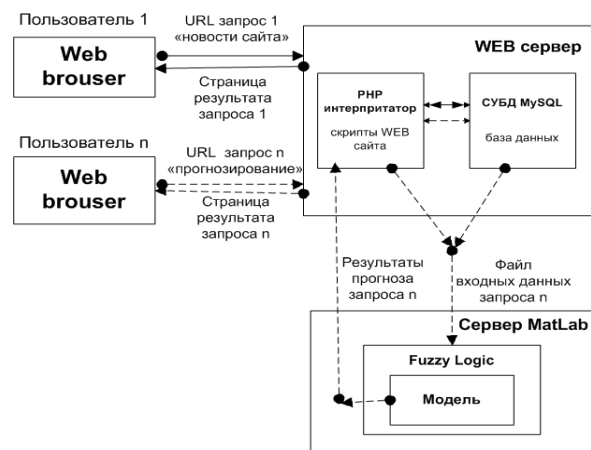 Пользователь 1
Web
brouser
URL запрос 1
«новости сайта»
Страница
результата
запроса 1
Пользователь n
Web
brouser
URL запрос n
«прогнозирование»
Страница
результата
запроса n
WEB сервер
PHP
интерпритатор
скрипты WEB
сайта
СУБД MySQL
база данных
Результаты
прогноза
запроса n
Файл
входных данных
запроса n
Сервер MatLab
Fuzzy Logic
Модель